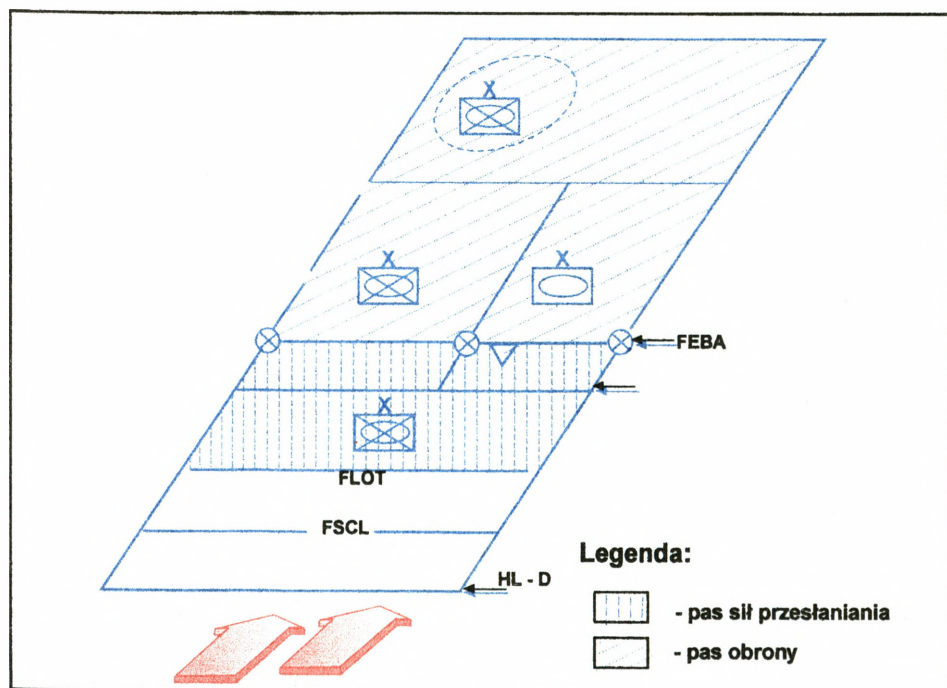 X
X
X
FEBA
X
FLOT
FSCL
HL - D
Legenda:
- pas sił przesłaniania
- pas obrony